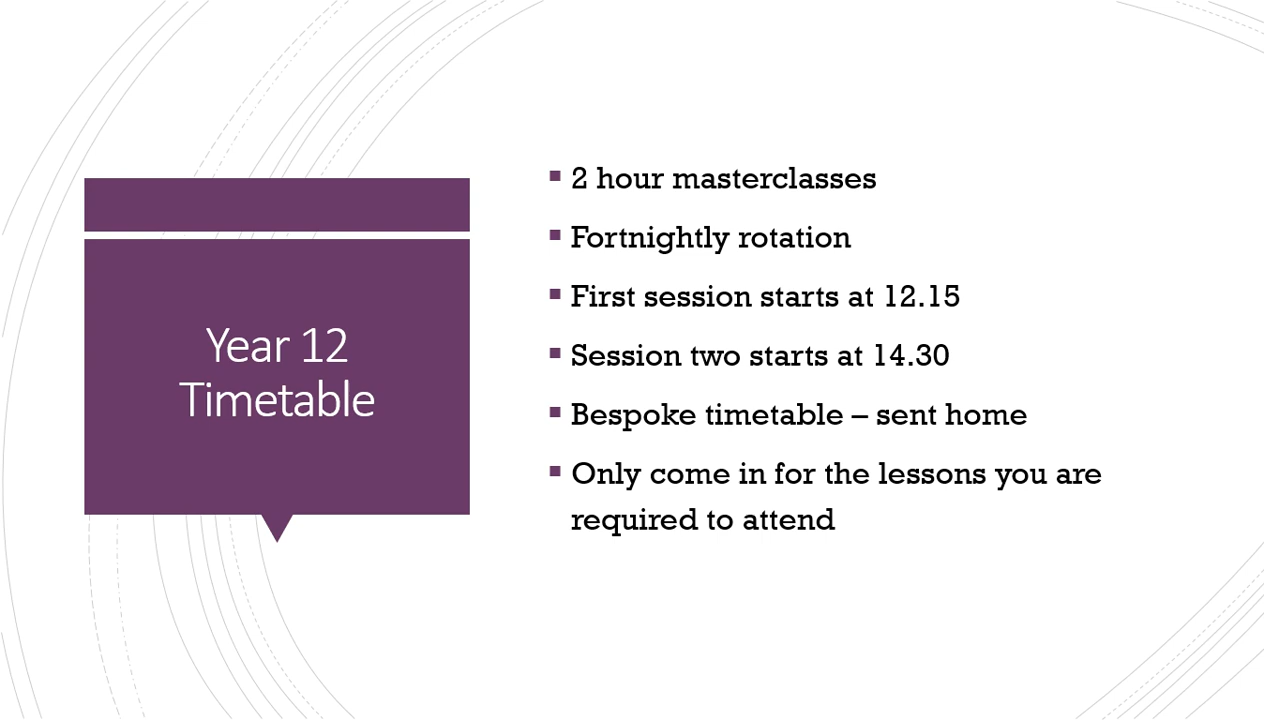 Year 12
Timetable
2 hour masterclasses
Fortnightly rotation
First session starts at 12.15
Session two starts at 14.30
Bespoke timetable – sent home
Only come in for the lessons you are
required to attend